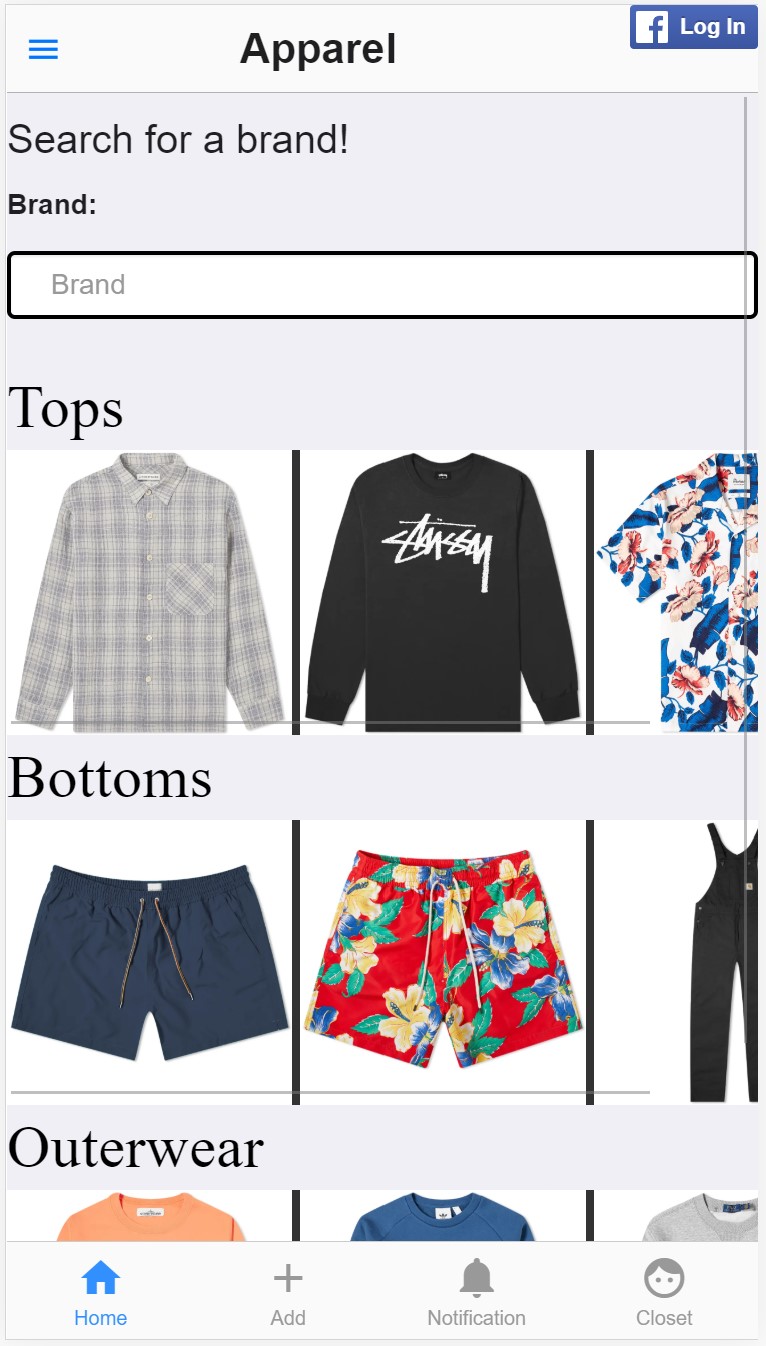 Apparel
Log In
Search for a brand!
Brand:
Brand
Tops
STÜSSY
Bottoms
Outerwear
Home
Add
Notification
Closet